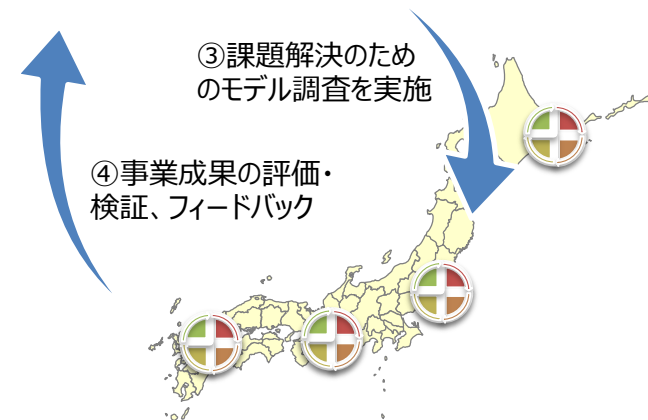 ③課題解決のため
のモデル調査を実施
④事業成果の評価・
検証、フィードバック